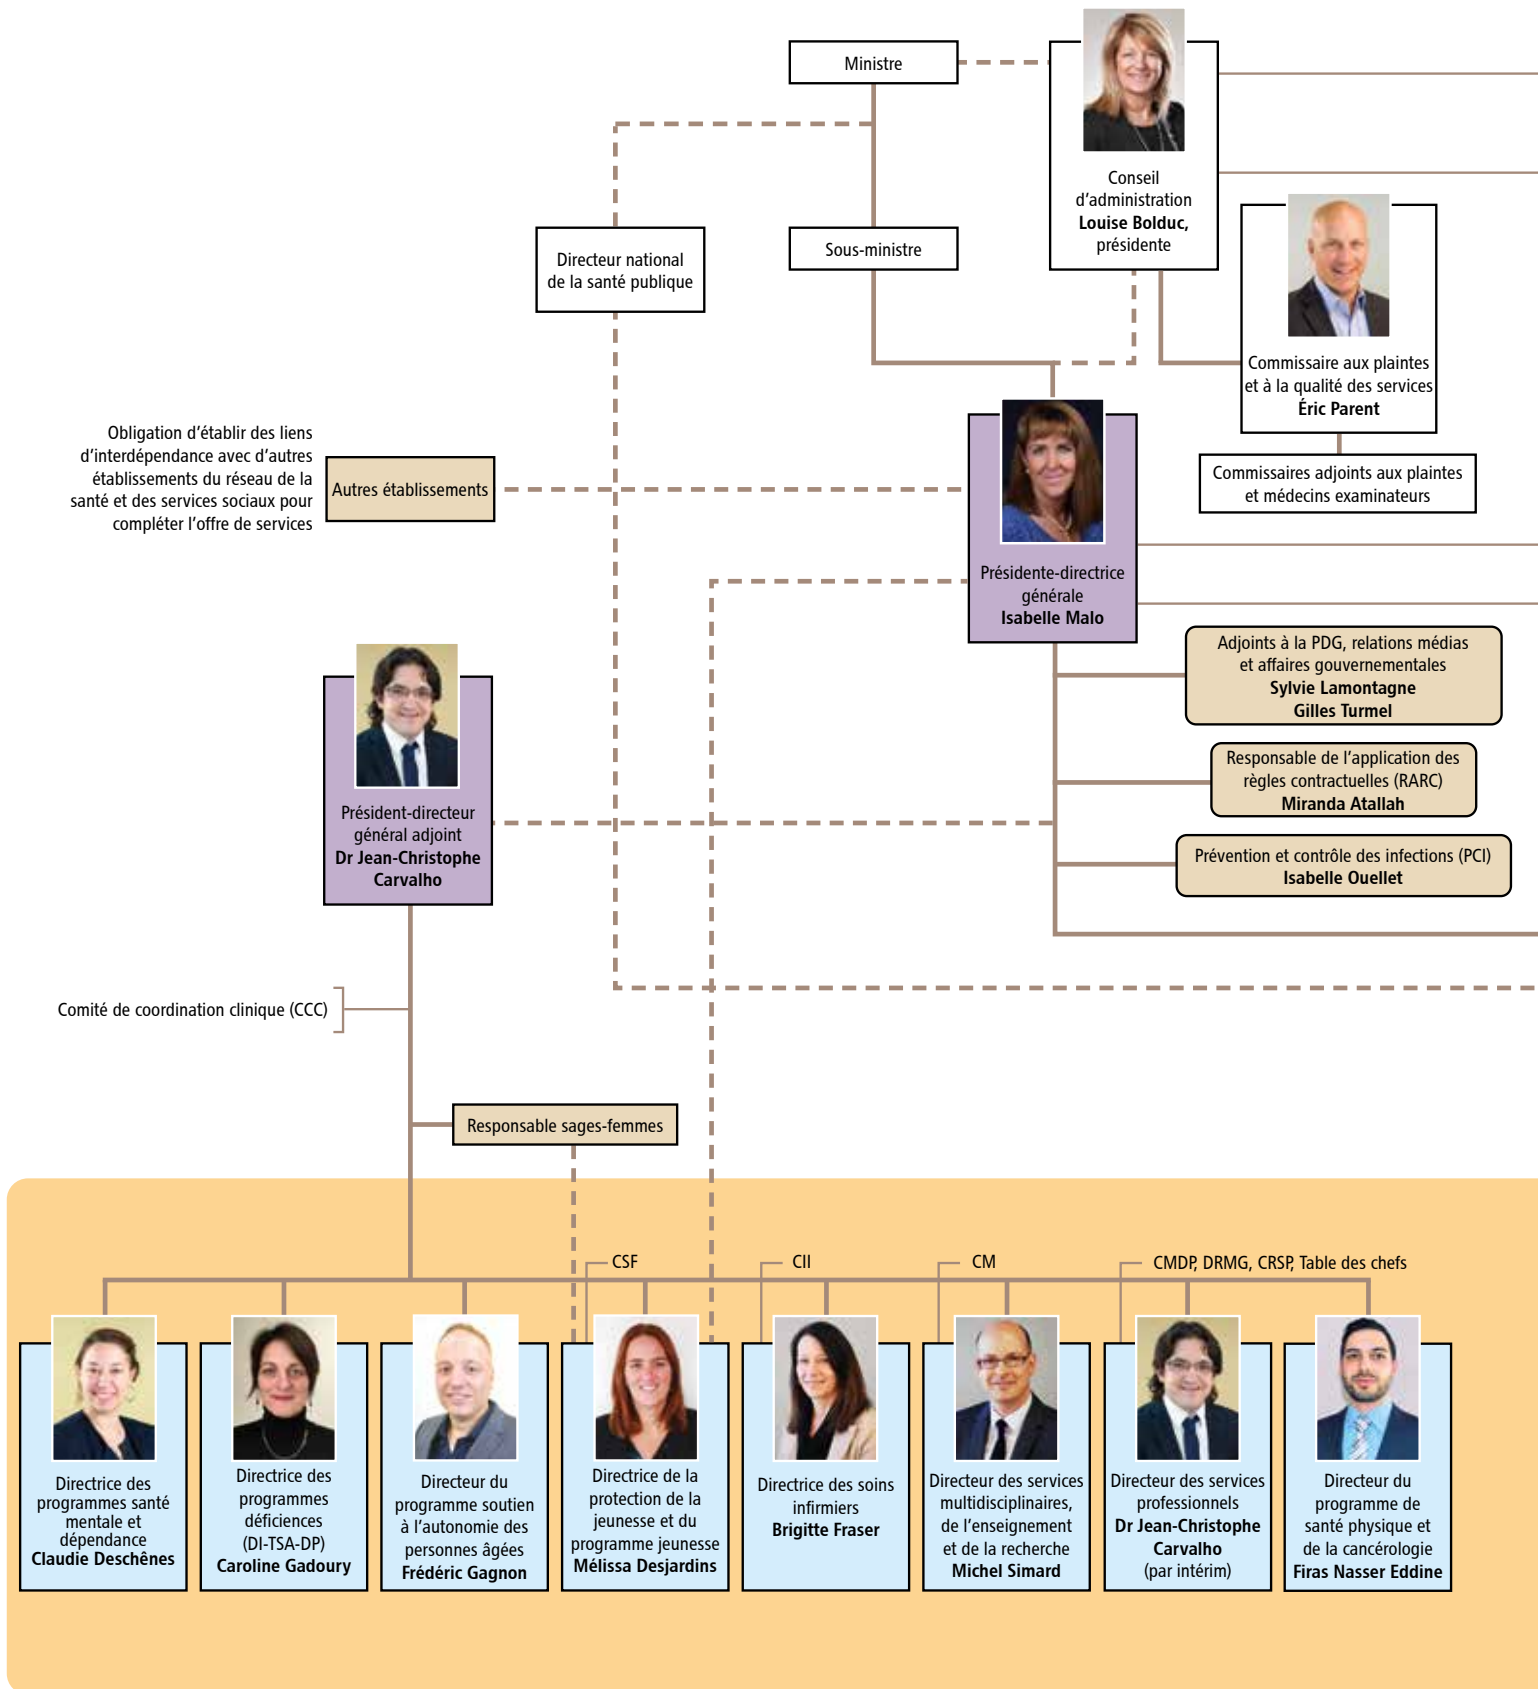 Ministre
Conseil
d'administration
Louise Bolduc,
présidente
Directeur national
de la santé publique
Sous-ministre
Commissaire aux plaintes
et à la qualité des services
Éric Parent
Commissaires adjoints aux plaintes
et médecins examinateurs
Obligation d'établir des liens
d'interdépendance avec d'autres
établissements du réseau de la
santé et des services sociaux pour
compléter l'offre de services
Autres établissements
Présidente-directrice
générale
Isabelle Malo
Adjoints à la PDG, relations médias
et affaires gouvernementales
Sylvie Lamontagne
Gilles Turmel
Responsable de l'application des
règles contractuelles (RARC)
Miranda Atallah
Prévention et contrôle des infections (PCI)
Isabelle Ouellet
Président-directeur
général adjoint
Dr Jean-Christophe
Carvalho
Comité de coordination clinique (CCC)
Responsable sages-femmes
CSF
CII
CM
CMDP, DRMG, CRSP, Table des chefs
Directrice des
programmes santé
mentale et
dépendance
Claudie Deschênes
Directrice des
programmes
déficiences
(DI-TSA-DP)
Caroline Gadoury
Directeur du
programme soutien
à l'autonomie des
personnes âgées
Frédéric Gagnon
Directrice de la
protection de la
jeunesse et du
programme jeunesse
Mélissa Desjardins
Directrice des soins
infirmiers
Brigitte Fraser
Directeur des services
multidisciplinaires,
de l'enseignement
et de la recherche
Michel Simard
Directeur des services
professionnels
Dr Jean-Christophe
Carvalho
(par intérim)
Directeur du
programme de
santé physique et
de la cancérologie
Firas Nasser Eddine